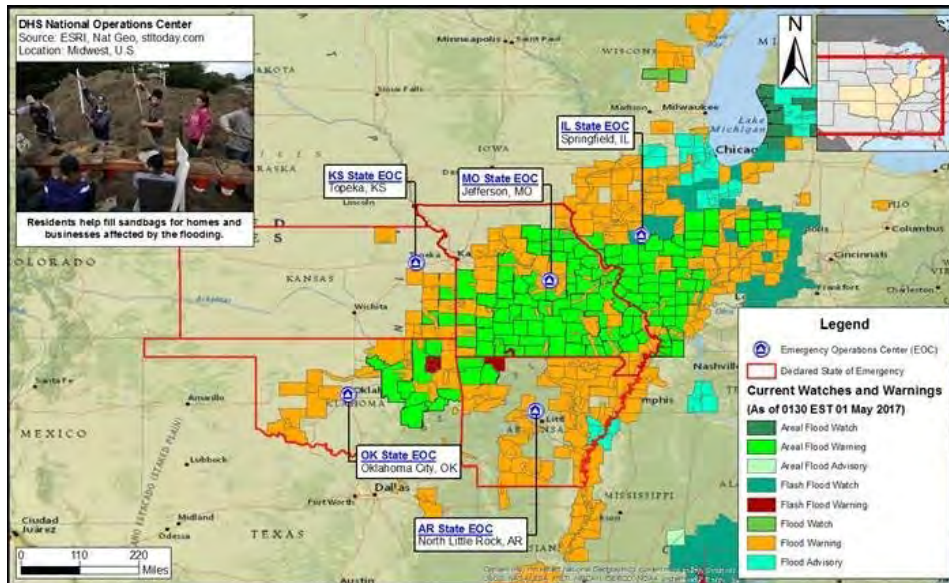 DHS National Operations Center
Source: ESRI, Nat Geo, stltoday.com
Location: Midwest, U.S.
Residents help fill sandbags for homes and
businesses affected by the flooding.
Minneapolis
Saint Paul
WISCONSIN
Sioux Falls
Madison
Milwaukee
Lake
Michigan
IOWA
IL State EOC
Springfield, IL
KS State EOC
Topeka, KS
MO State EOC
Jefferson, MO
Lincoln
Columbus
Cincinnati
Frankfort
Charleston
COLORADO
KANSAS
Arkansas
Wichita
Nashville
Santa Fe
Amarillo
MEXICO
Lubbock
OK State EOC
Oklahoma City, OK
Fort Worth
Dallas
MISSISSIPPI
AR State EOC
North Little Rock, AR
Ciudad
Juárez
Midland
Odessa
TEXAS
0 110 220
Miles
N
Legend
Emergency Operations Center (EOC)
Declared State of Emergency
Current Watches and Warnings
(As of 0130 EST 01 May 2017)
Areal Flood Watch
Areal Flood Warning
Areal Flood Advisory
Flash Flood Watch
Flash Flood Warning
Flood Watch
Flood Warning
Flood Advisory